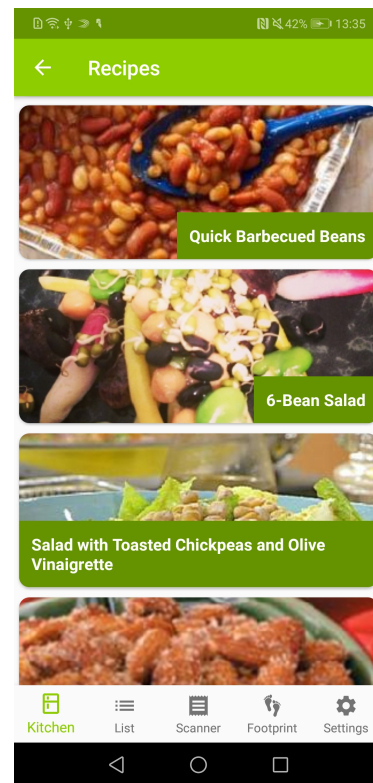 42% 13:35
Recipes
Quick Barbecued Beans
6-Bean Salad
Salad with Toasted Chickpeas and Olive
Vinaigrette
Kitchen List Scanner Footprint Settings